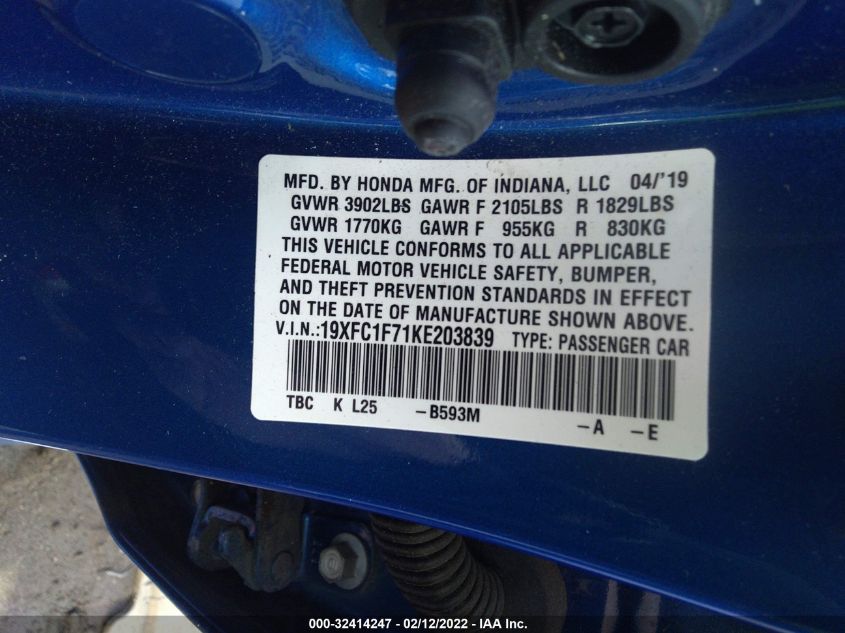 MFD. BY HONDA MFG. OF INDIANA, LLC 04/'19
GVWR 3902LBS GAWR F 2105LBS R 1829LBS
GVWR 1770KG GAWR F 955KG R 830KG
THIS VEHICLE CONFORMS TO ALL APPLICABLE
FEDERAL MOTOR VEHICLE SAFETY, BUMPER,
AND THEFT PREVENTION STANDARDS IN EFFECT
ON THE DATE OF MANUFACTURE SHOWN ABOVE.
V.I.N.:19XFC1F71KE203839 TYPE: PASSENGER CAR
TBC K L25 -B593M -A -E
000-32414247 - 02/12/2022 - IAA Inc.